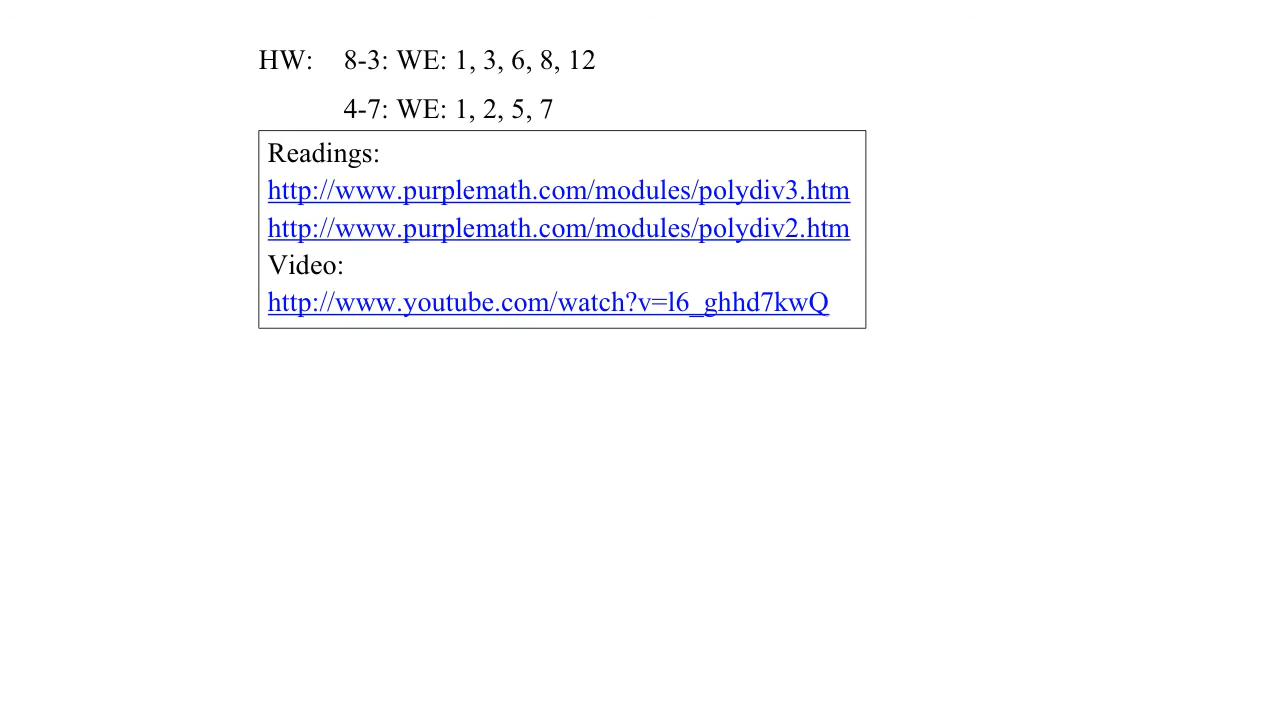 HW: 8-3: WE: 1, 3, 6, 8, 12
4-7: WE: 1, 2, 5, 7
Readings:
http://www.purplemath.com/modules/polydiv3.htm
http://www.purplemath.com/modules/polydiv2.htm
Video:
http://www.youtube.com/watch?v=l6_ghhd7kwQ